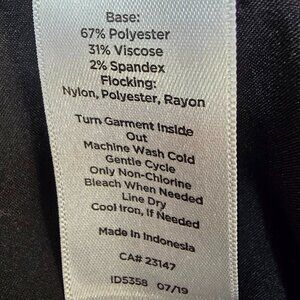 Base:
67% Polyester
31% Viscose
2% Spandex
Flocking:
Nylon, Polyester, Rayon
Turn Garment Inside
Out
Machine Wash Cold
Gentle Cycle
Only Non-Chlorine
Bleach When Needed
Line Dry
Cool Iron, If Needed
Made in Indonesia
CA# 23147
ID5358 07/19